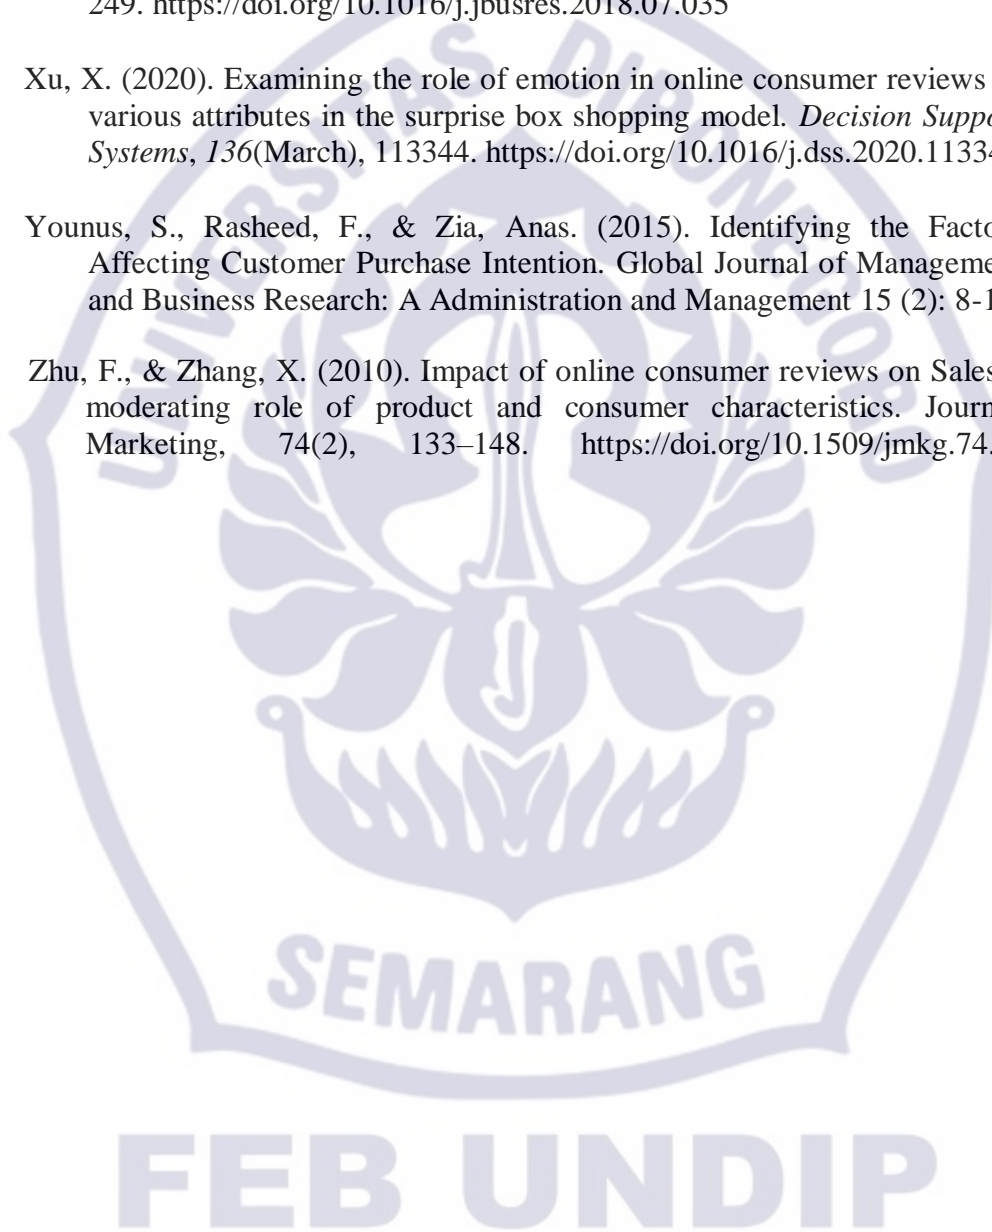 249. https://doi.org/10.1016/j.jbusres.2018.07.035
Xu, X. (2020). Examining the role of emotion in online consumer reviews
various attributes in the surprise box shopping model. Decision Suppo
Systems, 136(March), 113344. https://doi.org/10.1016/j.dss.2020.11334
Younus, S., Rasheed, F., & Zia, Anas. (2015). Identifying the Facto
Affecting Customer Purchase Intention. Global Journal of Manageme
and Business Research: A Administration and Management 15 (2): 8-1
Zhu, F., & Zhang, X. (2010). Impact of online consumer reviews on Sales
moderating role of product and consumer characteristics. Journ
Marketing, 74(2), 133–148. https://doi.org/10.1509/jmkg.74.
UNIVERSITAS DIPONEGORO
SEMARANG
FEB UNDIP